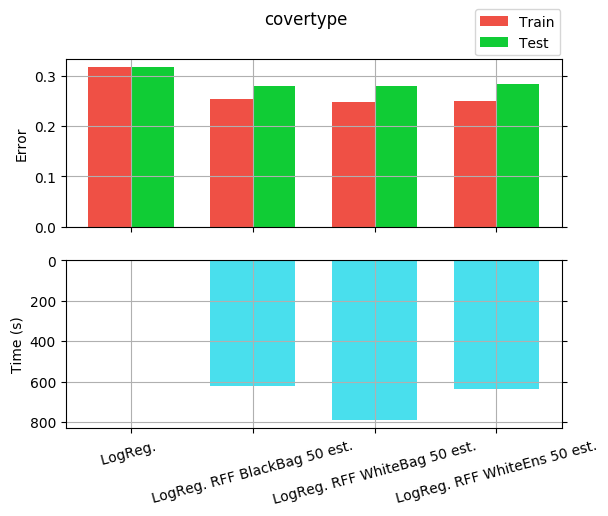 covertype
Train
Test
0.3
0.2
0.1
0.0
Error
0
200
400
600
800
Time (s)
LogReg.
LogReg. RFF BlackBag 50 est.
LogReg. RFF WhiteBag 50 est.
LogReg. RFF WhiteEns 50 est.